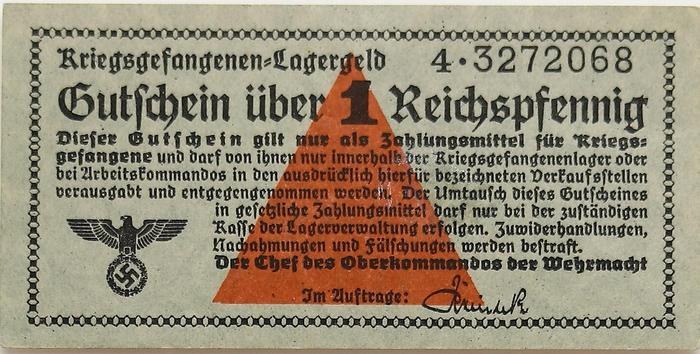 Kriegsgefangenen-Lagergeld 4·3272068
Gutschein über 1 Reichspfennig
Dieser Gutschein gilt nur als Zahlungsmittel für Kriegs-
gefangene und darf von ihnen nur innerhalb der Kriegsgefangenenlager oder
bei Arbeitskommandos in den ausdrücklich hierfür bezeichneten Verkaufsstellen
verausgabt und entgegengenommen werden. Der Umtausch dieses Gutscheines
in gesetzliche Zahlungsmittel darf nur bei der zuständigen
Kasse der Lagerverwaltung erfolgen. Zuwiderhandlungen,
Nachahmungen und Fälschungen werden bestraft.
Der Chef des Oberkommandos der Wehrmacht
Im Auftrage: